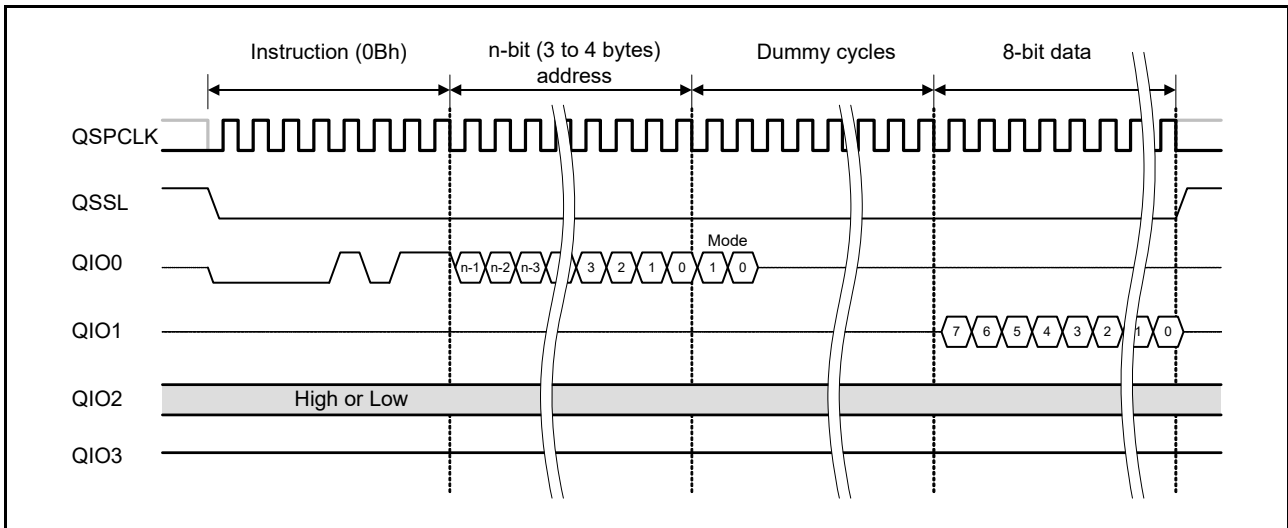 Instruction (0Bh)
n-bit (3 to 4 bytes)
address
Dummy cycles
8-bit data
QSPCLK
QSSL
Mode
QIO0
n-1 n-2 n-3 3 2 1 0 1 0
QIO1
7 6 5 4 3 2 1 0
QIO2
High or Low
QIO3